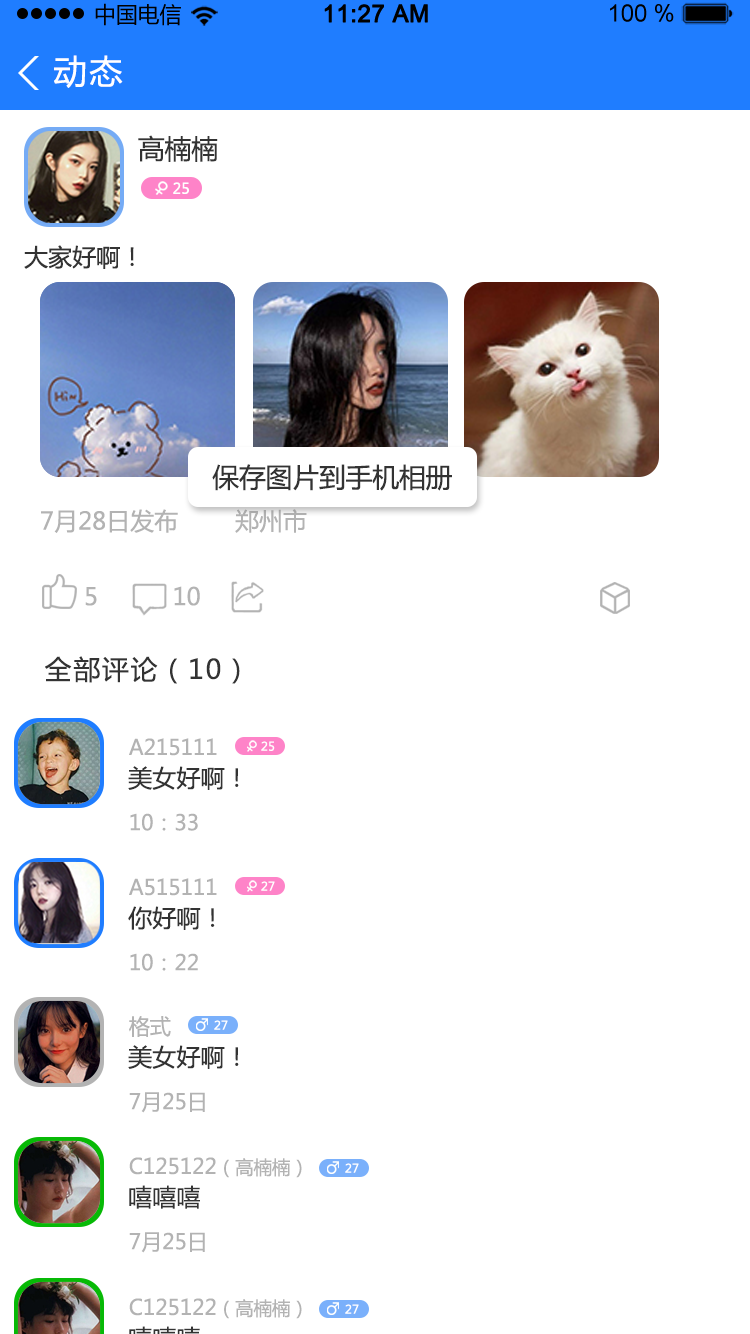 中国电信 11:27 AM 100 %
动态
高楠楠
25
大家好啊！
Hi~
保存图片到手机相册
7月28日发布 郑州市
5 10
全部评论（10）
A215111 25
美女好啊！
10：33
A515111 27
你好啊！
10：22
格式 27
美女好啊！
7月25日
C125122（高楠楠） 27
嘻嘻嘻
7月25日
C125122（高楠楠） 27
嘻嘻嘻